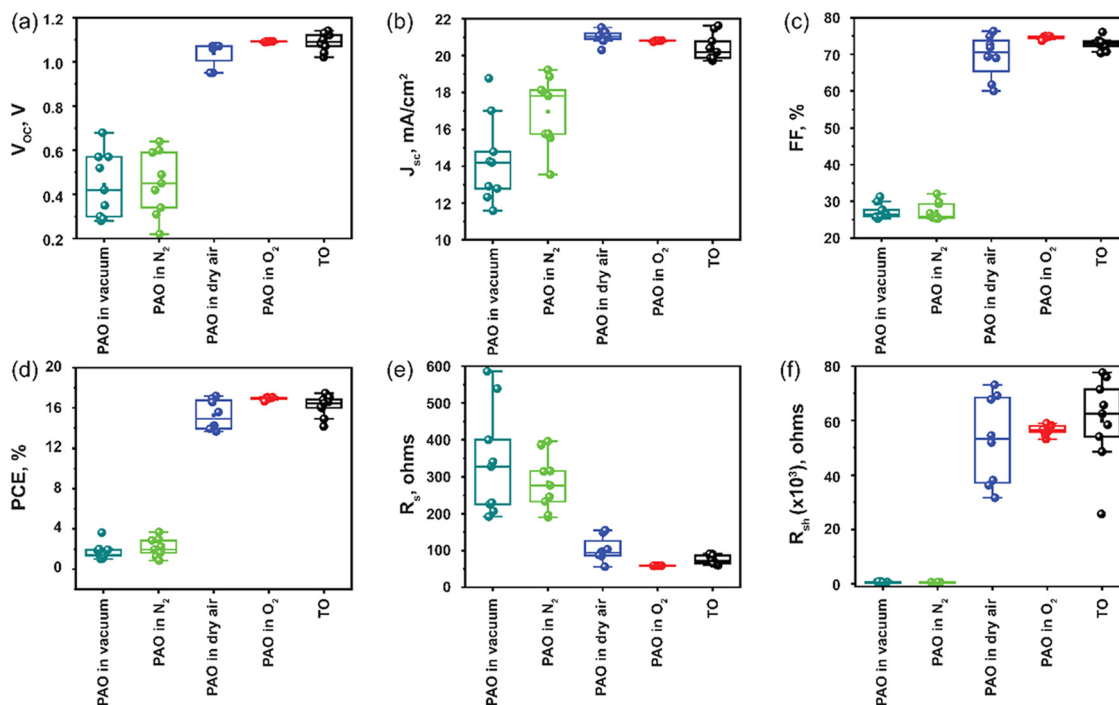 (a)
V_OC, V
1.2
1.0
0.8
0.6
0.4
0.2
PAO in vacuum
PAO in N₂
PAO in dry air
PAO in O₂
TO
(b)
J_sc, mA/cm²
24
22
20
18
16
14
12
10
PAO in vacuum
PAO in N₂
PAO in dry air
PAO in O₂
TO
(c)
FF, %
80
70
60
50
40
30
20
PAO in vacuum
PAO in N₂
PAO in dry air
PAO in O₂
TO
(d)
PCE, %
20
16
12
8
4
2
0
PAO in vacuum
PAO in N₂
PAO in dry air
PAO in O₂
TO
(e)
R_s, ohms
600
500
400
300
200
100
0
PAO in vacuum
PAO in N₂
PAO in dry air
PAO in O₂
TO
(f)
R_sh (x10³), ohms
80
60
40
20
0
PAO in vacuum
PAO in N₂
PAO in dry air
PAO in O₂
TO